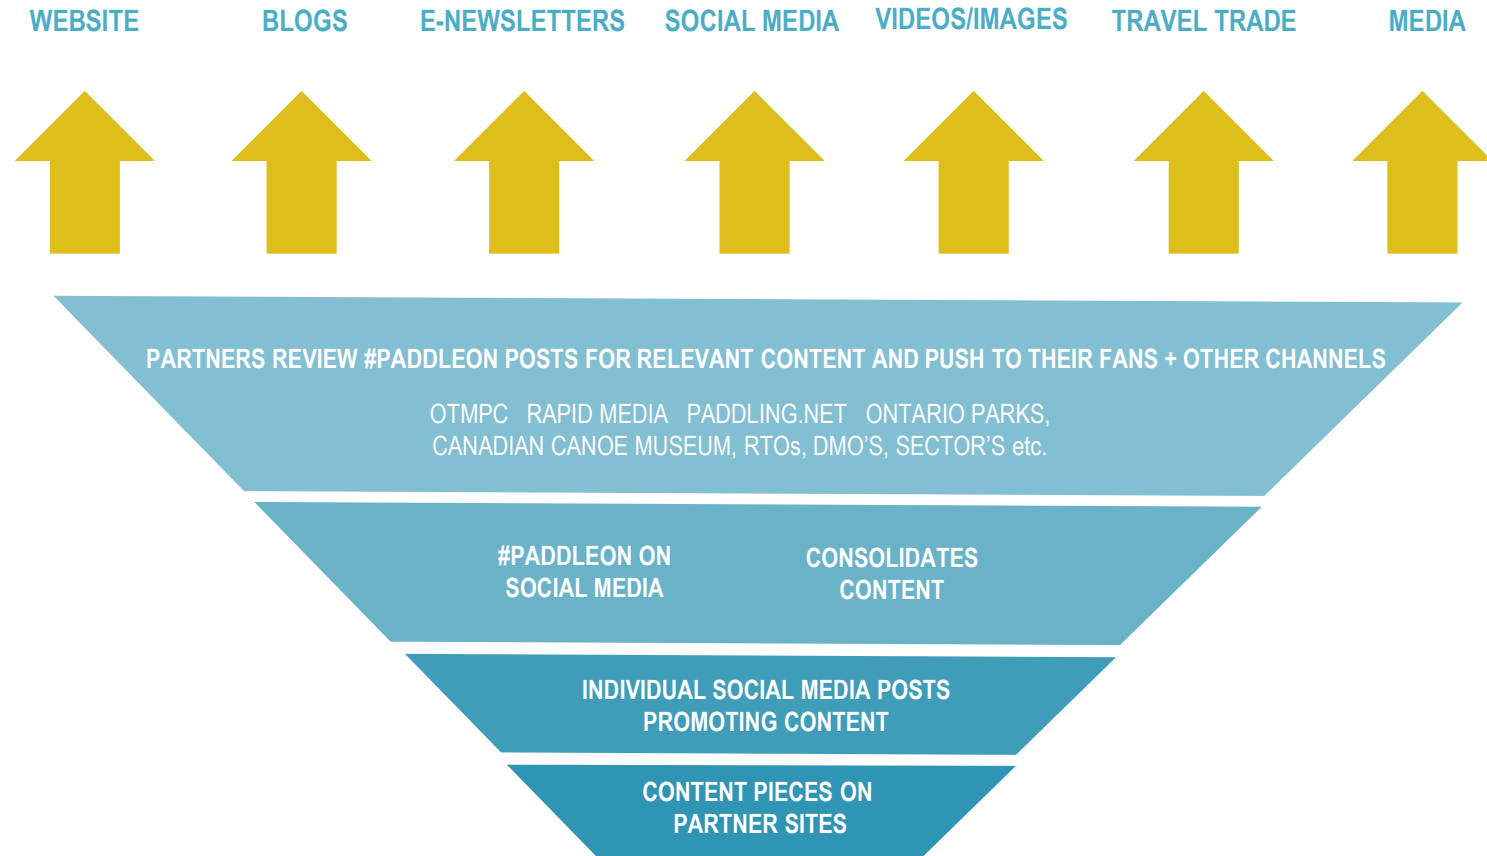 WEBSITE BLOGS E-NEWSLETTERS SOCIAL MEDIA VIDEOS/IMAGES TRAVEL TRADE MEDIA
PARTNERS REVIEW #PADDLEON POSTS FOR RELEVANT CONTENT AND PUSH TO THEIR FANS + OTHER CHANNELS
OTMPC RAPID MEDIA PADDLING.NET ONTARIO PARKS,
CANADIAN CANOE MUSEUM, RTOs, DMO'S, SECTOR'S etc.
#PADDLEON ON
SOCIAL MEDIA
CONSOLIDATES
CONTENT
INDIVIDUAL SOCIAL MEDIA POSTS
PROMOTING CONTENT
CONTENT PIECES ON
PARTNER SITES